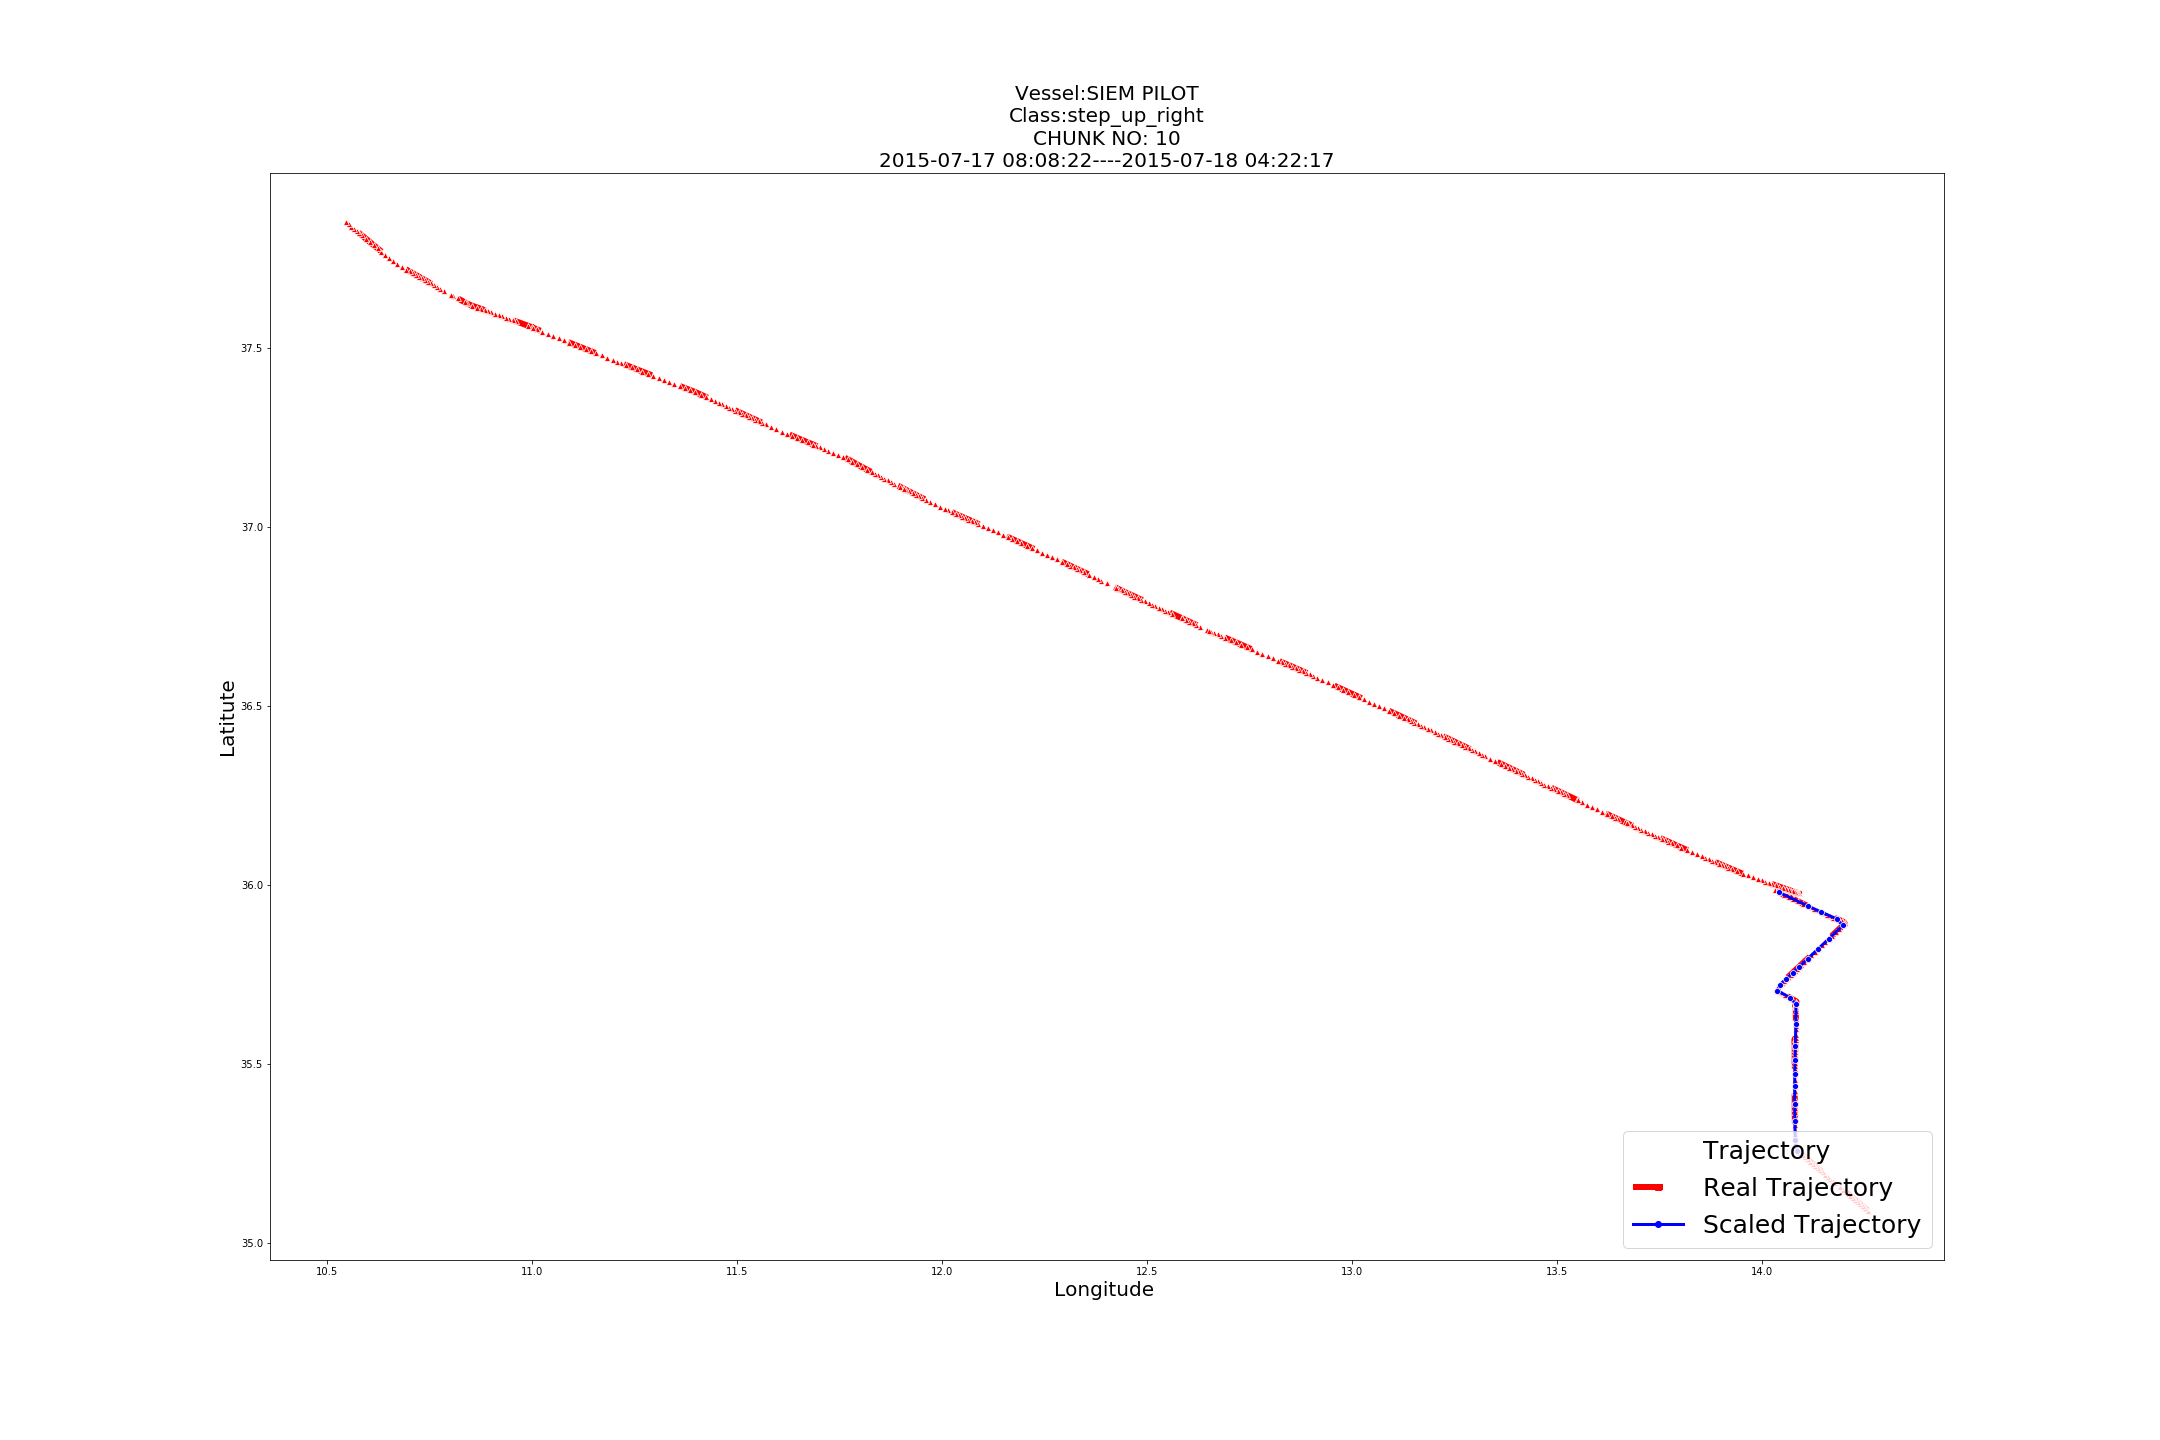 Vessel:SIEM PILOT
Class:step_up_right
CHUNK NO: 10
2015-07-17 08:08:22----2015-07-18 04:22:17
Latitute
37.5
37.0
36.5
36.0
35.5
35.0
10.5 11.0 11.5 12.0 12.5 13.0 13.5 14.0
Longitude
Trajectory
Real Trajectory
Scaled Trajectory